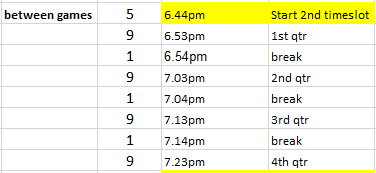 between games 5 6.44pm Start 2nd timeslot
9 6.53pm 1st qtr
1 6.54pm break
9 7.03pm 2nd qtr
1 7.04pm break
9 7.13pm 3rd qtr
1 7.14pm break
9 7.23pm 4th qtr